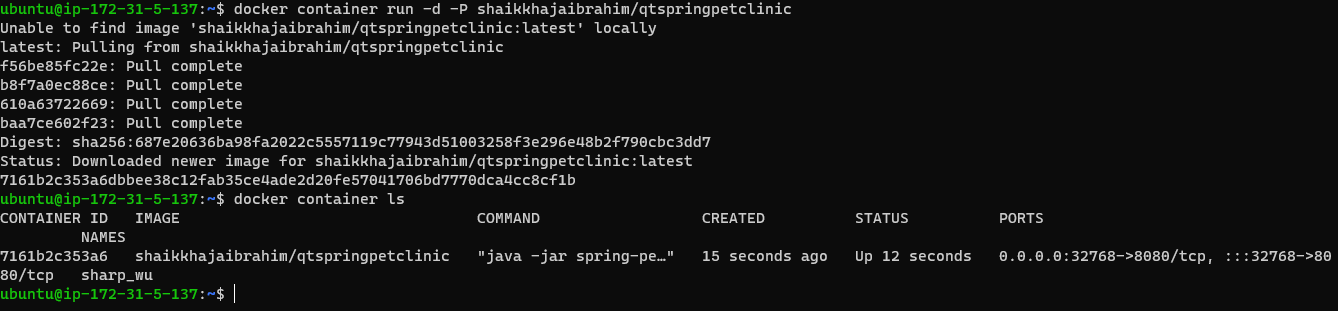 ubuntu@ip-172-31-5-137:~$ docker container run -d -P shaikkhajaibrahim/qtspringpetclinic
Unable to find image 'shaikkhajaibrahim/qtspringpetclinic:latest' locally
latest: Pulling from shaikkhajaibrahim/qtspringpetclinic
f56be85fc22e: Pull complete
b8f7a0ec88ce: Pull complete
610a63722669: Pull complete
baa7ce602f23: Pull complete
Digest: sha256:687e20636ba98fa2022c5557119c77943d51003258f3e296e48b2f790cbc3dd7
Status: Downloaded newer image for shaikkhajaibrahim/qtspringpetclinic:latest
7161b2c353a6dbbee38c12fab35ce4ade2d20fe57041706bd7770dca4cc8cf1b
ubuntu@ip-172-31-5-137:~$ docker container ls
CONTAINER ID   IMAGE                                 COMMAND                  CREATED          STATUS          PORTS
         NAMES
7161b2c353a6   shaikkhajaibrahim/qtspringpetclinic   "java -jar spring-pe…"   15 seconds ago   Up 12 seconds   0.0.0.0:32768->8080/tcp, :::32768->80
80/tcp   sharp_wu
ubuntu@ip-172-31-5-137:~$